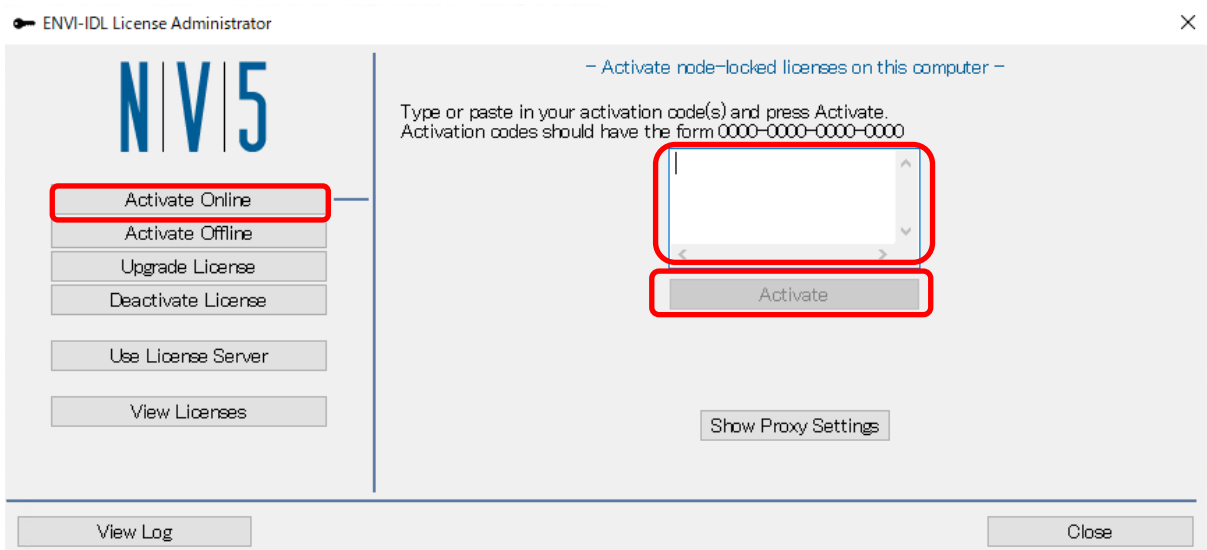 ENVI-IDL License Administrator
NV5
Activate Online
Activate Offline
Upgrade License
Deactivate License
Use License Server
View Licenses
- Activate node-locked licenses on this computer -
Type or paste in your activation code(s) and press Activate.
Activation codes should have the form 0000-0000-0000-0000
Activate
Show Proxy Settings
View Log
Close